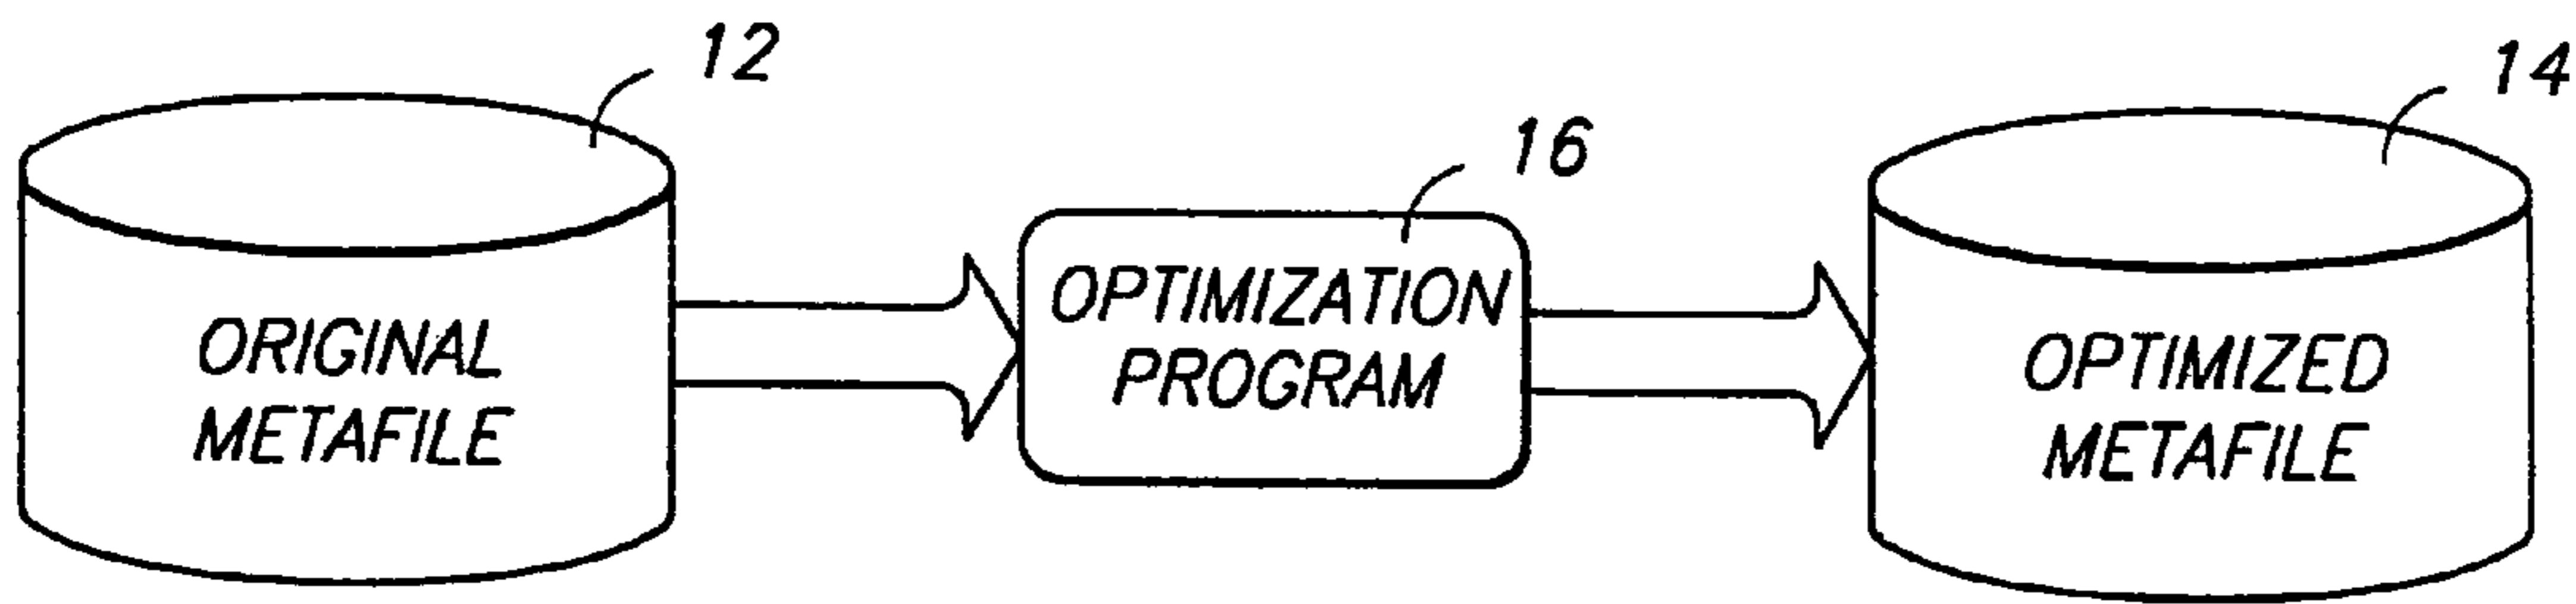 12
14
16
ORIGINAL
METAFILE
OPTIMIZATION
PROGRAM
OPTIMIZED
METAFILE